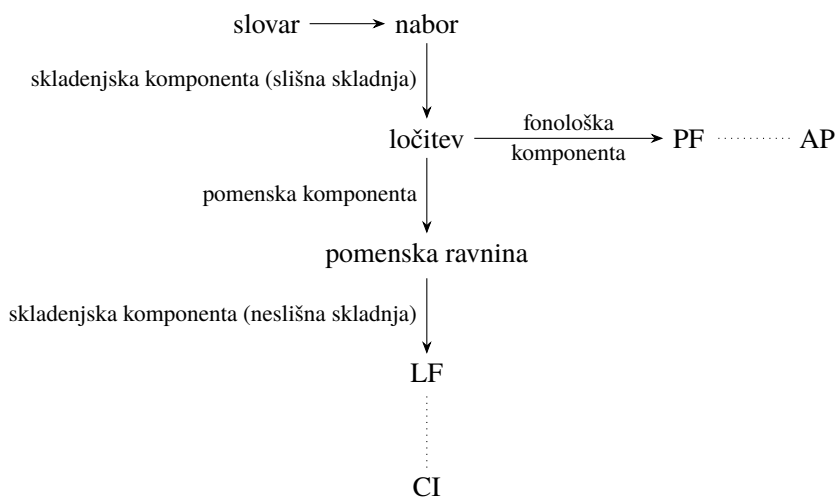 slovar nabor
skladenjska komponenta (slišna skladnja)
fonološka
ločitev PF AP
komponenta
pomenska komponenta
pomenska ravnina
skladenjska komponenta (neslišna skladnja)
LF
CI